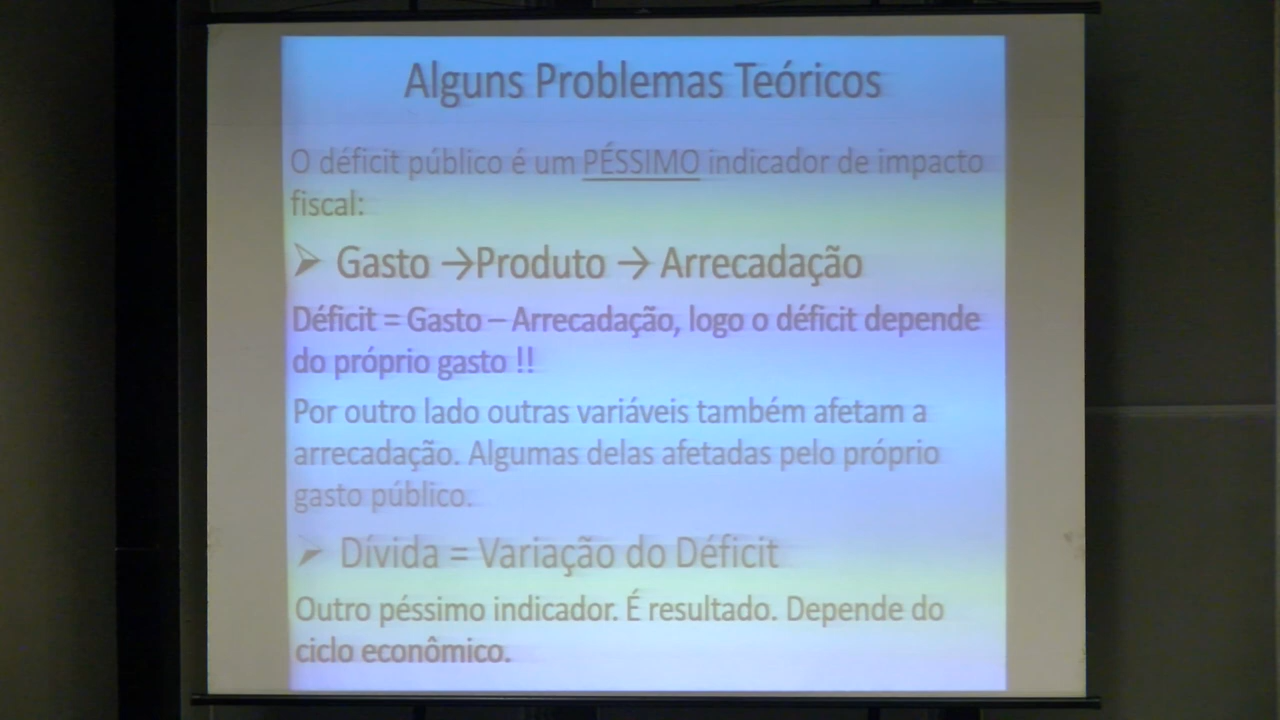 Alguns Problemas Teóricos
O déficit público é um PÉSSIMO indicador de impacto
fiscal:
➢ Gasto →Produto → Arrecadação
Déficit = Gasto – Arrecadação, logo o déficit depende
do próprio gasto !!
Por outro lado outras variáveis também afetam a
arrecadação. Algumas delas afetadas pelo próprio
gasto público.
➢ Dívida = Variação do Déficit
Outro péssimo indicador. É resultado. Depende do
ciclo econômico.